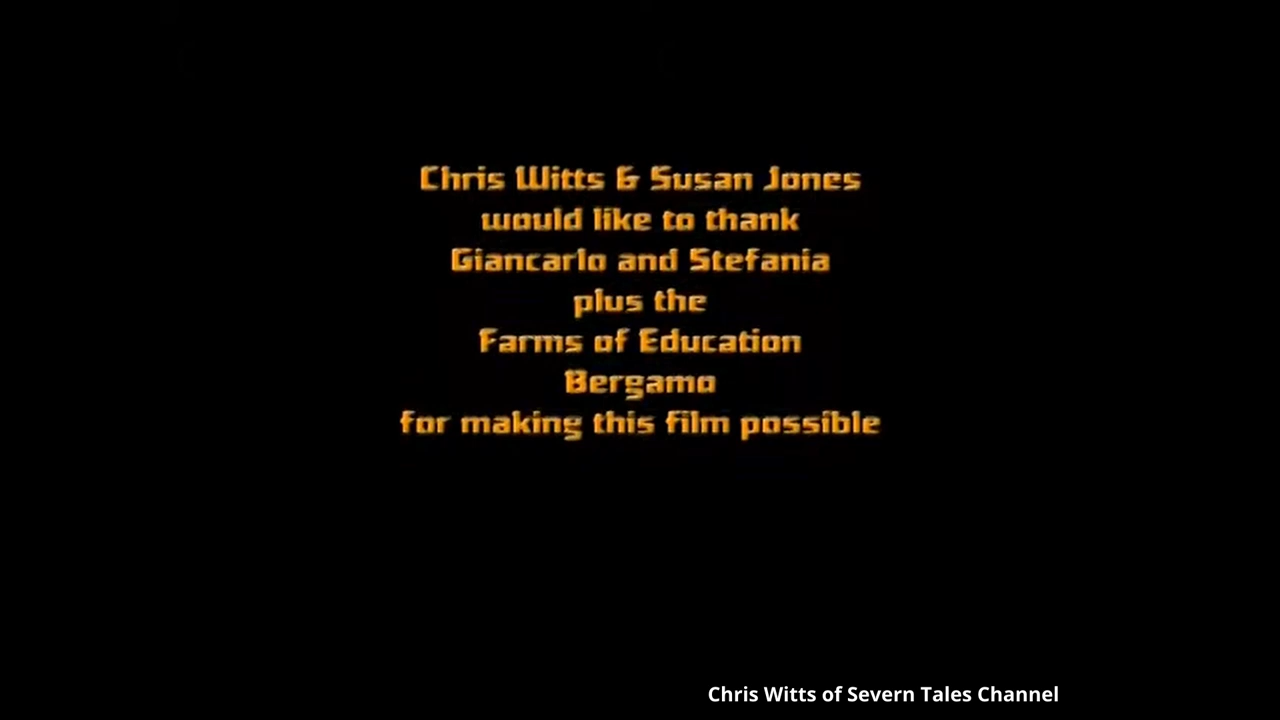 Chris Witts & Susan Jones
would like to thank
Giancarlo and Stefania
plus the
Farms of Education
Bergamo
for making this film possible
Chris Witts of Severn Tales Channel